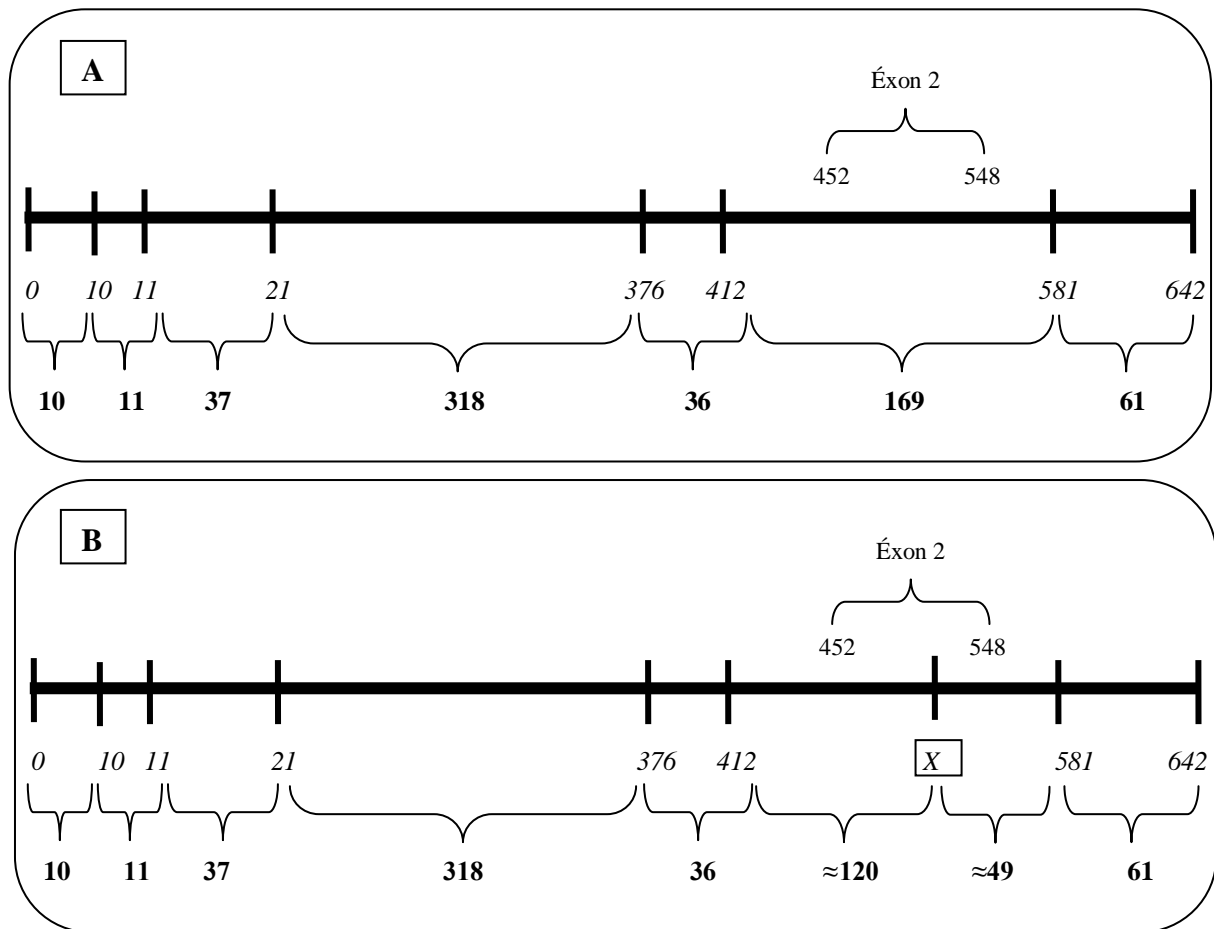 A
Éxon 2
452 548
0 10 11 21 376 412 581 642
10 11 37 318 36 169 61
B
Éxon 2
452 548
0 10 11 21 376 412 X 581 642
10 11 37 318 36 ≈120 ≈49 61